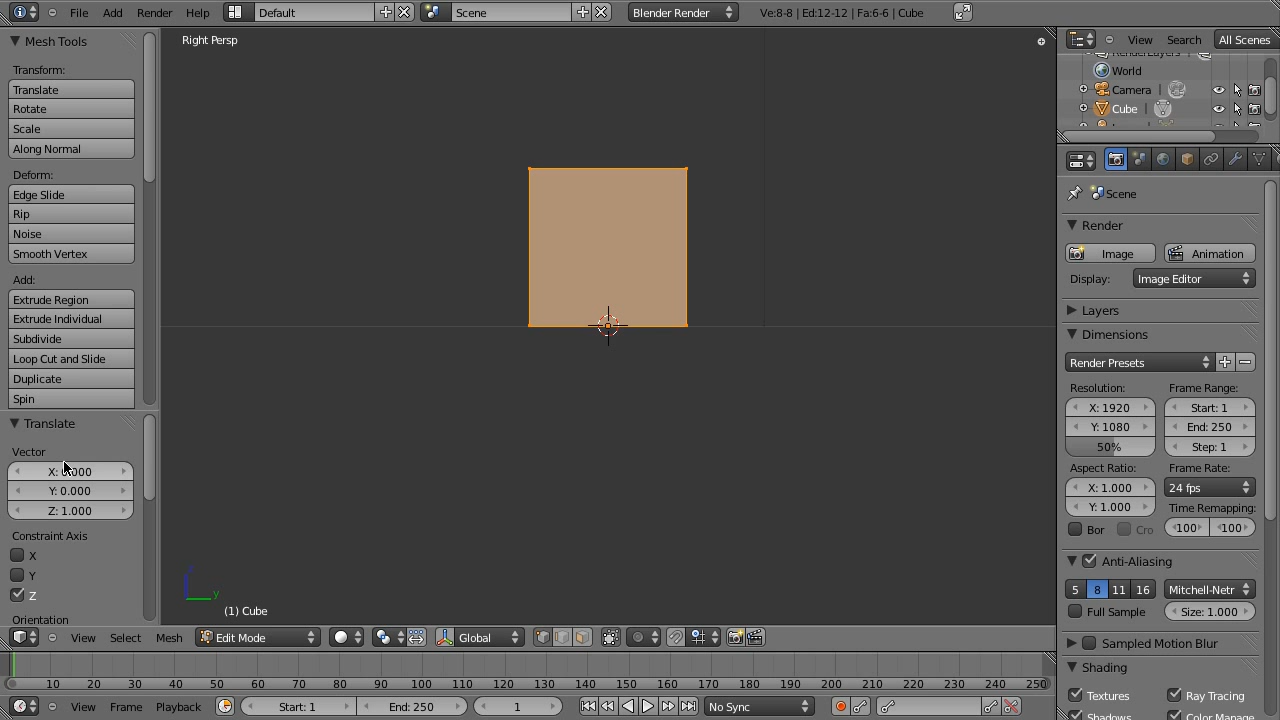 File Add Render Help Default Scene Blender Render Ve:8-8 | Ed:12-12 | Fa:6-6 | Cube
Mesh Tools
Transform:
Translate
Rotate
Scale
Along Normal
Deform:
Edge Slide
Rip
Noise
Smooth Vertex
Add:
Extrude Region
Extrude Individual
Subdivide
Loop Cut and Slide
Duplicate
Spin
Translate
Vector
X: 0.000
Y: 0.000
Z: 1.000
Constraint Axis
X
Y
Z
Orientation
Right Persp
z
y
(1) Cube
View Select Mesh Edit Mode Global
10 20 30 40 50 60 70 80 90 100 110 120 130 140 150 160 170 180 190 200 210 220 230 240 250
View Frame Playback Start: 1 End: 250 1 No Sync
View Search All Scenes
RenderLayers
World
Camera
Cube
Scene
Render
Image Animation
Display: Image Editor
Layers
Dimensions
Render Presets
Resolution: Frame Range:
X: 1920 Start: 1
Y: 1080 End: 250
50% Step: 1
Aspect Ratio: Frame Rate:
X: 1.000 24 fps
Y: 1.000 Time Remapping:
Bor Cro 100 100
Anti-Aliasing
5 8 11 16 Mitchell-Netr
Full Sample Size: 1.000
Sampled Motion Blur
Shading
Textures Ray Tracing
Shadows Color Manage